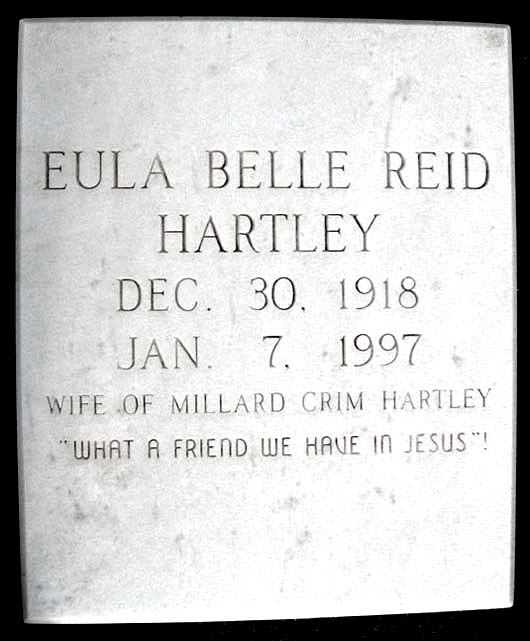 EULA BELLE REID
HARTLEY
DEC. 30, 1918
JAN. 7, 1997
WIFE OF MILLARD CRIM HARTLEY
"WHAT A FRIEND WE HAVE IN JESUS"!